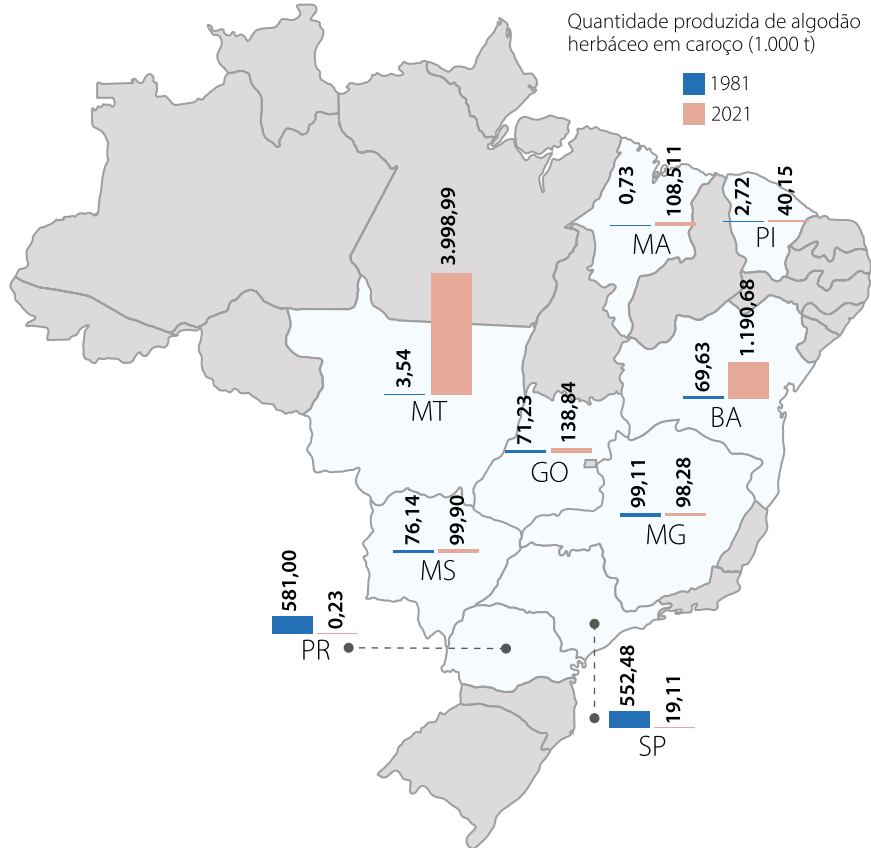 Quantidade produzida de algodão
herbáceo em caroço (1.000 t)
1981
2021
0,73
108,511
MA
2,72
40,15
PI
3,54
3.998,99
MT
69,63
1.190,68
BA
71,23
138,84
GO
99,11
98,28
MG
76,14
99,90
MS
581,00
0,23
PR
552,48
19,11
SP